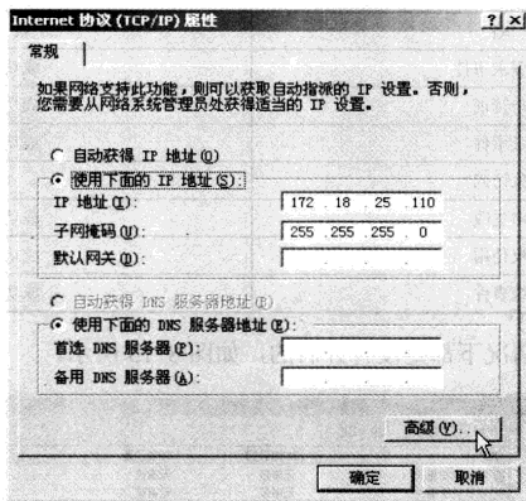 Internet 协议 (TCP/IP) 属性
常规
如果网络支持此功能，则可以获取自动指派的 IP 设置。否则，
您需要从网络系统管理员处获得适当的 IP 设置。
自动获得 IP 地址(O)
使用下面的 IP 地址(S):
IP 地址(I): 172 . 18 . 25 . 110
子网掩码(U): 255 . 255 . 255 . 0
默认网关(D): . . .
自动获得 DNS 服务器地址(B)
使用下面的 DNS 服务器地址(E):
首选 DNS 服务器(P): . . .
备用 DNS 服务器(A): . . .
高级(V)...
确定 取消